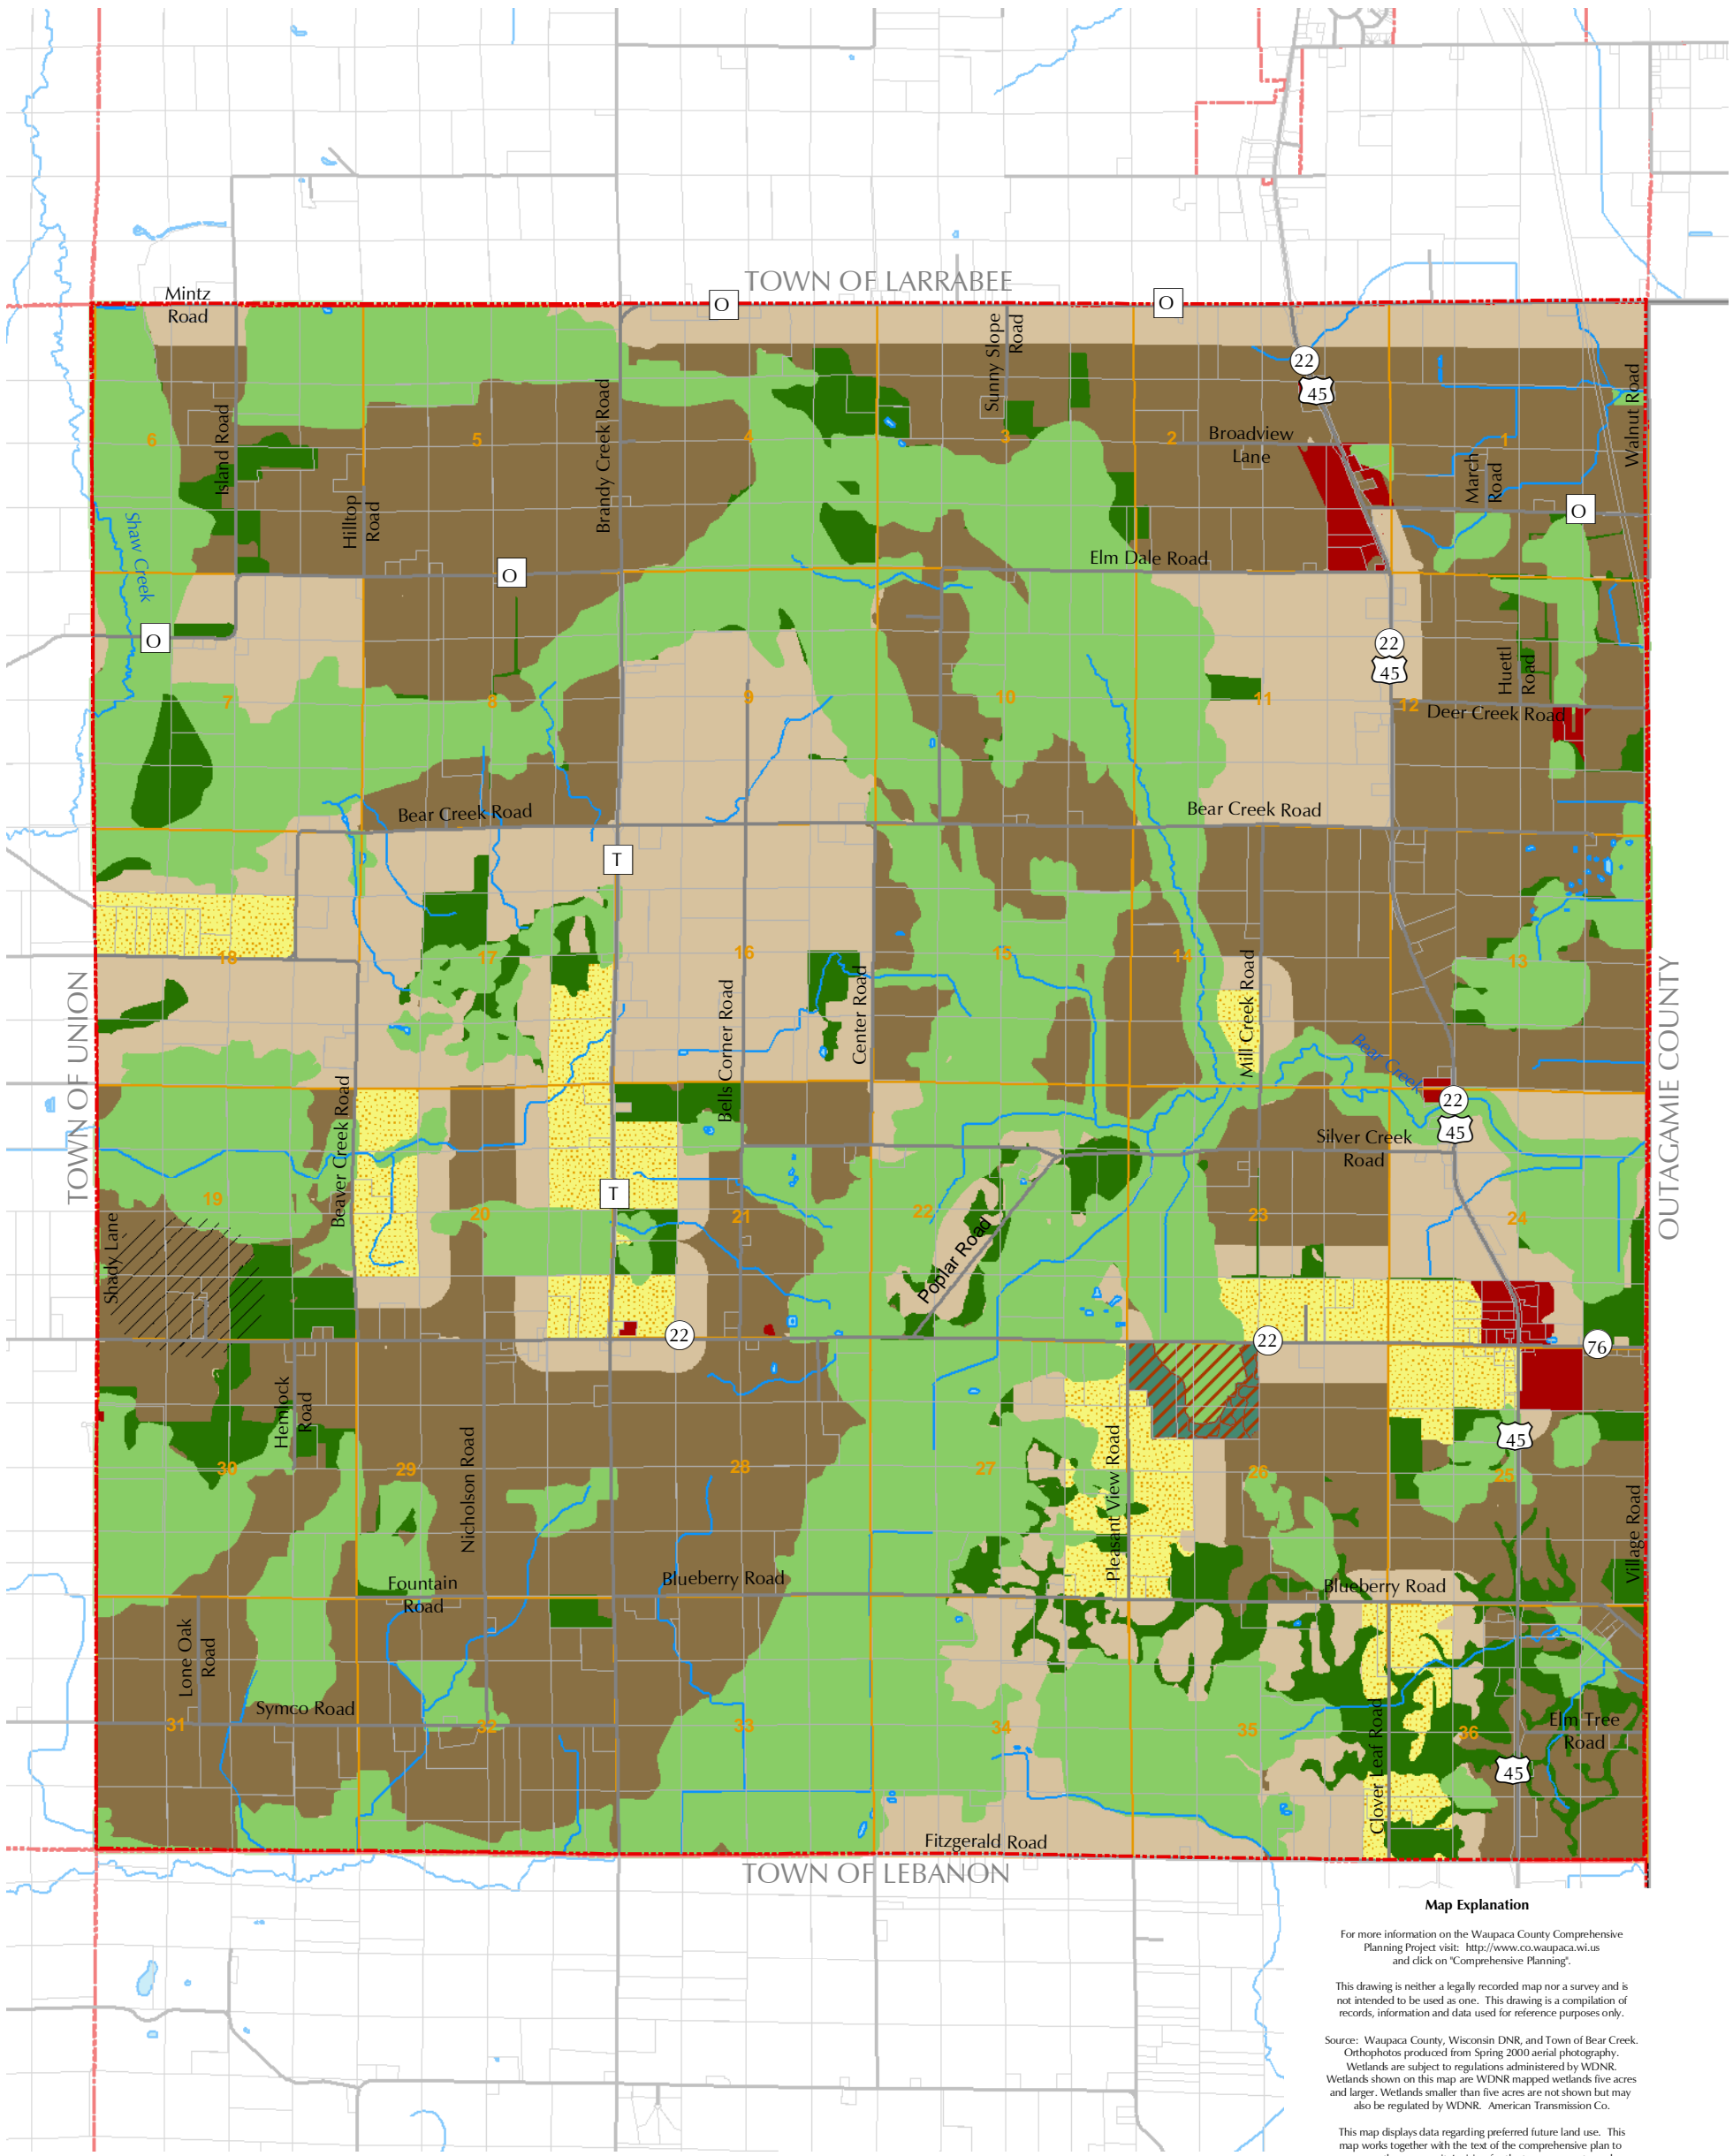 TOWN OF LARRABEE
Mintz
Road
O
O
Sunny Slope
Road
22
45
Walnut Road
Island Road
Brandy Creek Road
6
5
4
3
2
1
Broadview
Lane
March
Road
Hilltop
Road
O
Shaw Creek
Elm Dale Road
O
O
22
45
Huettl
Road
7
8
9
10
11
12
Deer Creek Road
Bear Creek Road
Bear Creek Road
T
18
17
16
15
14
13
TOWN OF UNION
OUTAGAMIE COUNTY
Bells Corner Road
Center Road
Mill Creek Road
Bear Creek
Beaver Creek Road
22
45
Silver Creek
Road
T
19
20
21
22
23
24
Shady Lane
Poplar Road
22
22
76
Hemlock
Road
Nicholson Road
Pleasant View Road
45
30
29
28
27
26
25
Village Road
Fountain
Road
Blueberry Road
Blueberry Road
Lone Oak
Road
Symco Road
31
32
33
34
35
36
Elm Tree
Road
Clover Leaf Road
45
Fitzgerald Road
TOWN OF LEBANON
Map Explanation
For more information on the Waupaca County Comprehensive
Planning Project visit: http://www.co.waupaca.wi.us
and click on "Comprehensive Planning".
This drawing is neither a legally recorded map nor a survey and is
not intended to be used as one. This drawing is a compilation of
records, information and data used for reference purposes only.
Source: Waupaca County, Wisconsin DNR, and Town of Bear Creek.
Orthophotos produced from Spring 2000 aerial photography.
Wetlands are subject to regulations administered by WDNR.
Wetlands shown on this map are WDNR mapped wetlands five acres
and larger. Wetlands smaller than five acres are not shown but may
also be regulated by WDNR. American Transmission Co.
This map displays data regarding preferred future land use. This
map works together with the text of the comprehensive plan to